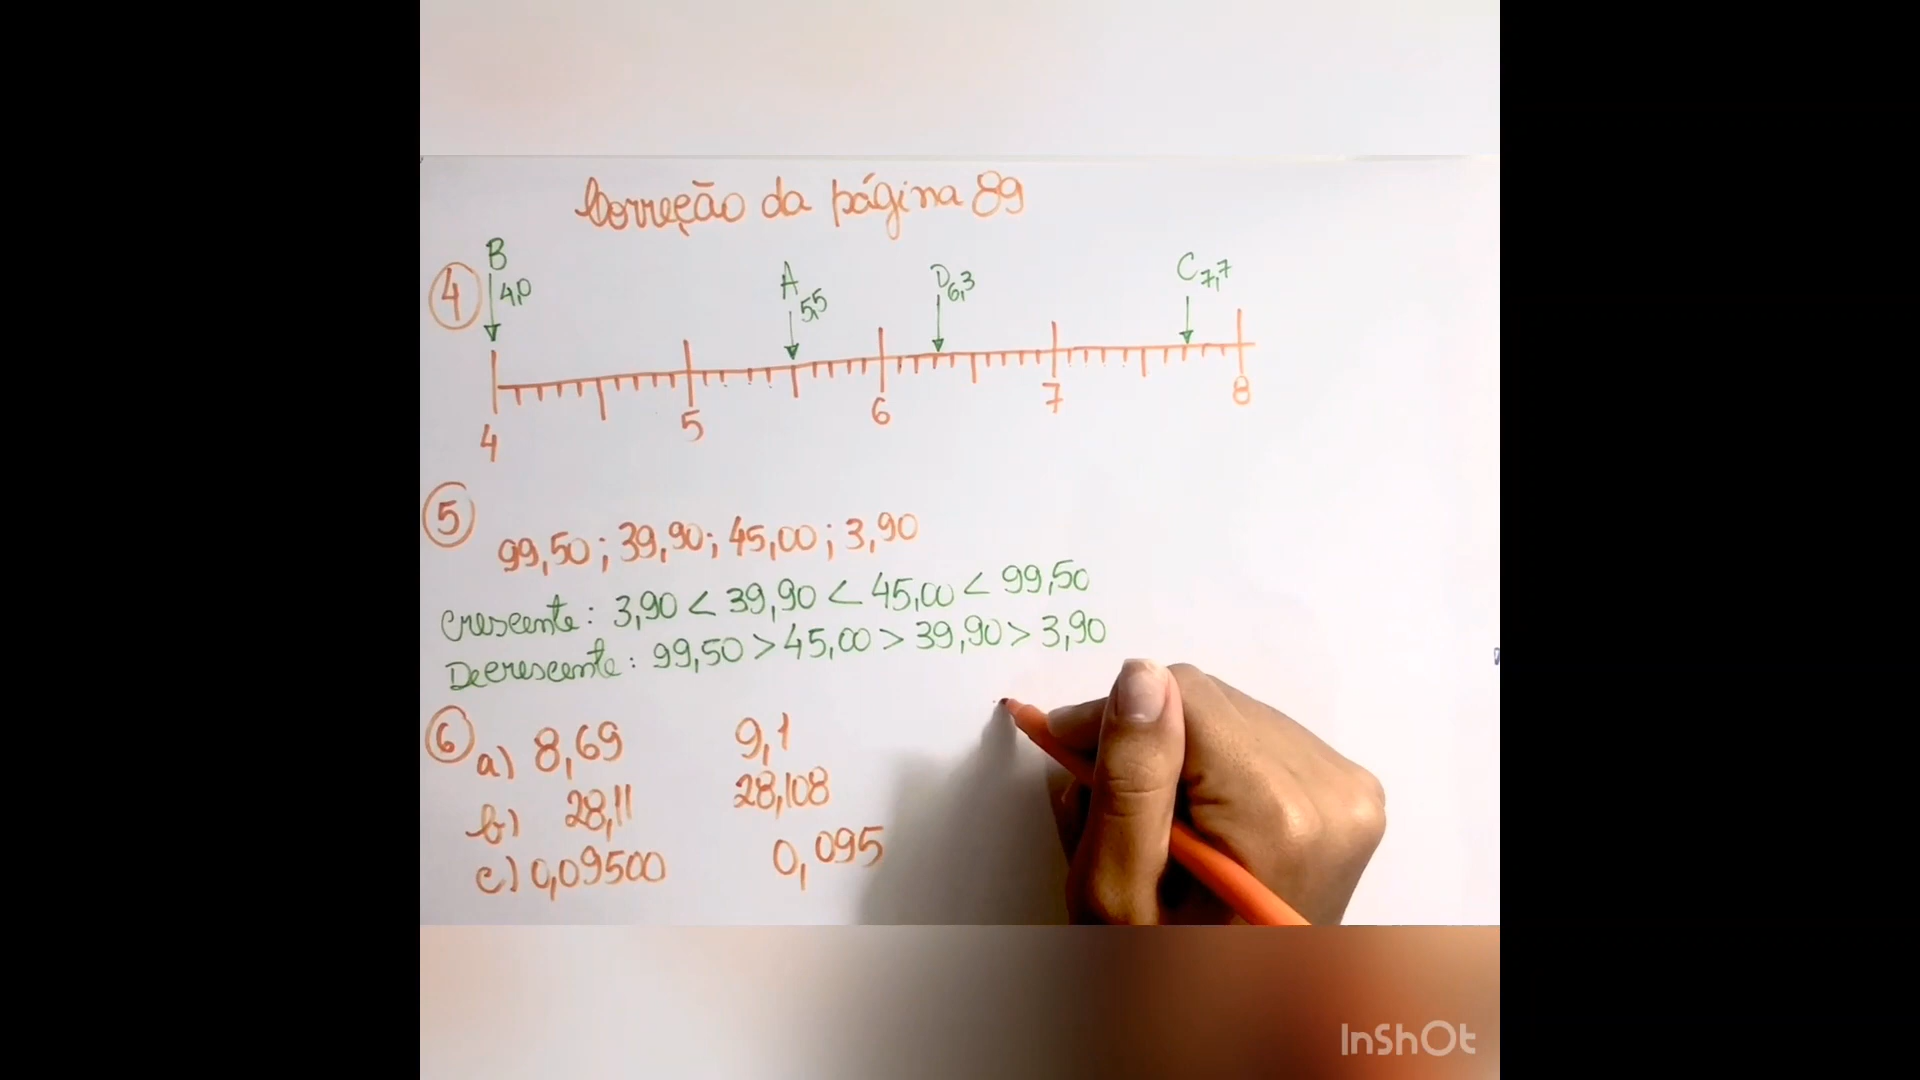 Correção da página 89
4
B
4,0
A
5,5
D
6,3
C
7,7
4 5 6 7 8
5
99,50 ; 39,90; 45,00 ; 3,90
Crescente: 3,90 < 39,90 < 45,00 < 99,50
Decrescente: 99,50 > 45,00 > 39,90 > 3,90
6
a) 8,69 9,1
b) 28,11 28,108
c) 0,09500 0,095
InShOt